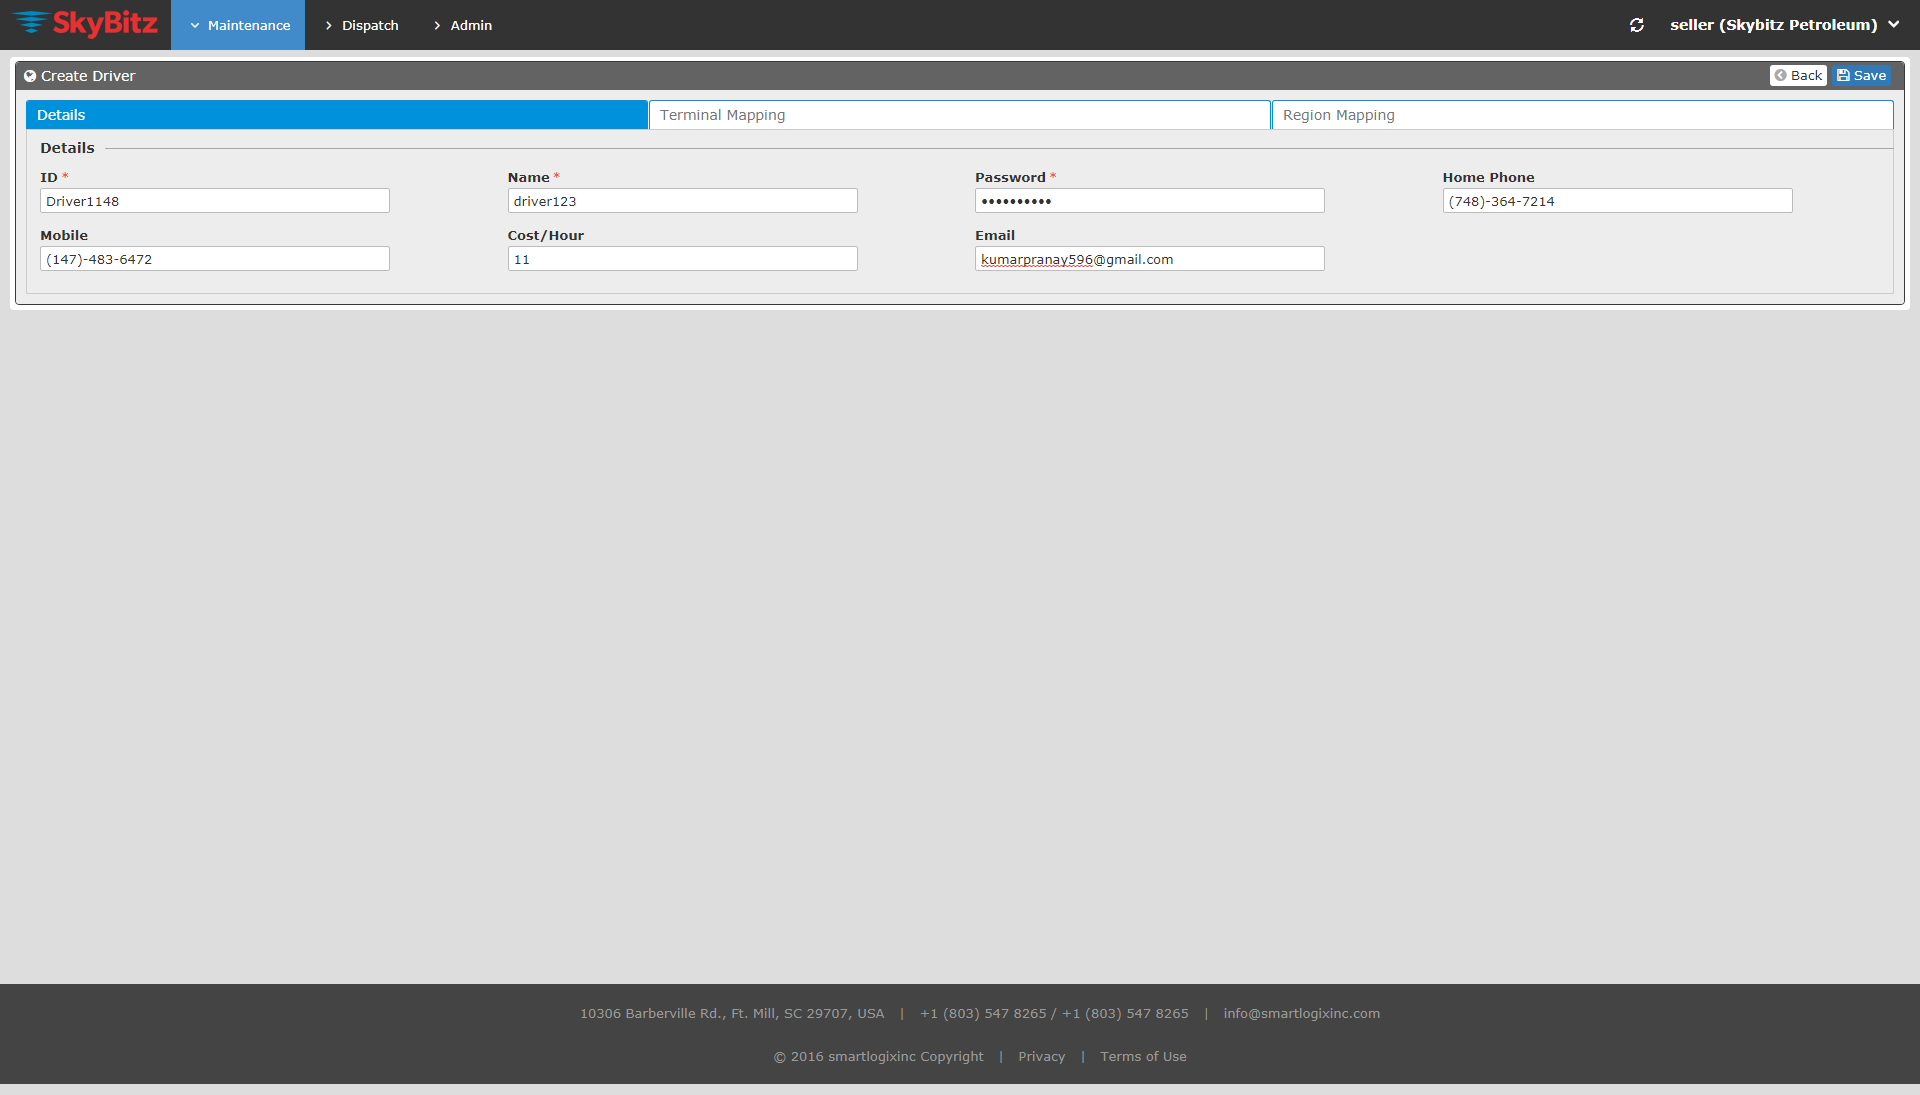 SkyBitz Maintenance Dispatch Admin seller (Skybitz Petroleum)
Create Driver Back Save
Details Terminal Mapping Region Mapping
Details
ID * Name * Password * Home Phone
Driver1148 driver123 •••••••••• (748)-364-7214
Mobile Cost/Hour Email
(147)-483-6472 11 kumarpranay596@gmail.com
10306 Barberville Rd., Ft. Mill, SC 29707, USA | +1 (803) 547 8265 / +1 (803) 547 8265 | info@smartlogixinc.com
© 2016 smartlogixinc Copyright | Privacy | Terms of Use